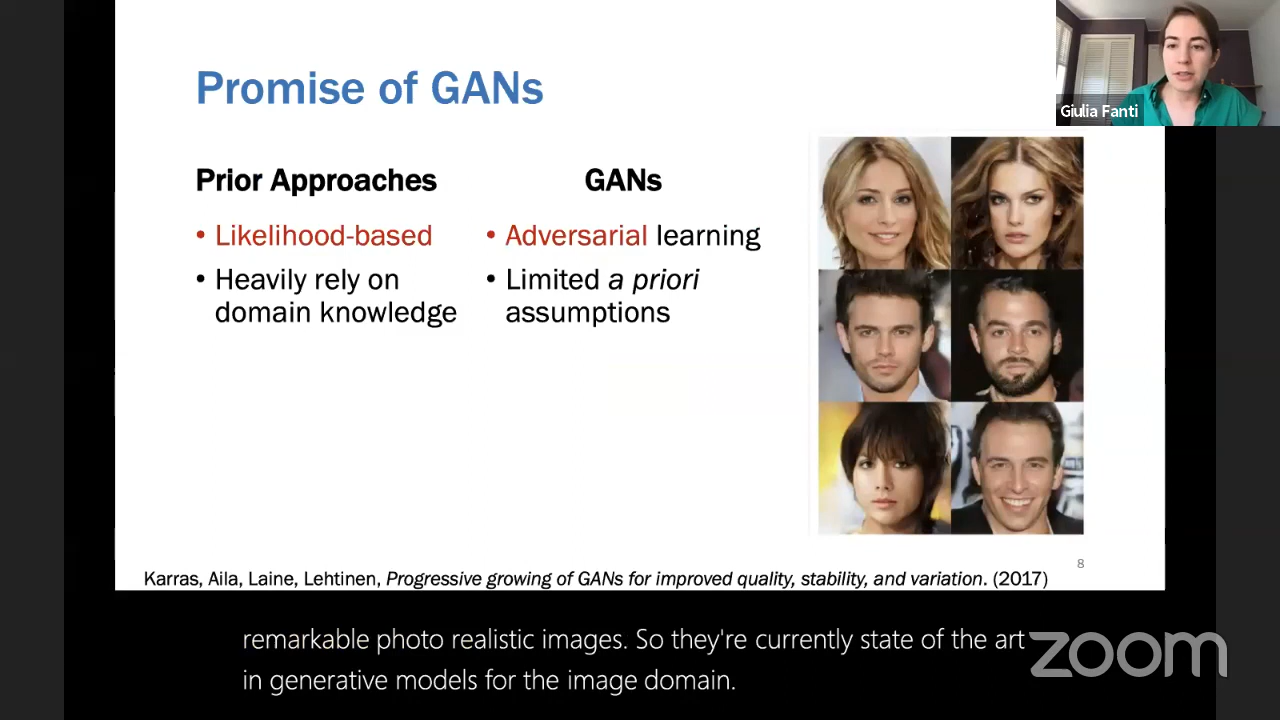 Promise of GANs
Giulia Fanti
Prior Approaches
• Likelihood-based
• Heavily rely on
domain knowledge
GANs
• Adversarial learning
• Limited a priori
assumptions
8
Karras, Aila, Laine, Lehtinen, Progressive growing of GANs for improved quality, stability, and variation. (2017)
remarkable photo realistic images. So they're currently state of the art
in generative models for the image domain.
zoom